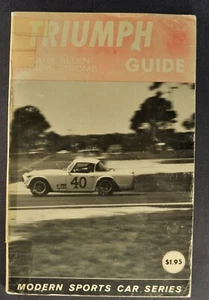 TRIUMPH
GUIDE
40
$1.95
MODERN SPORTS CAR SERIES